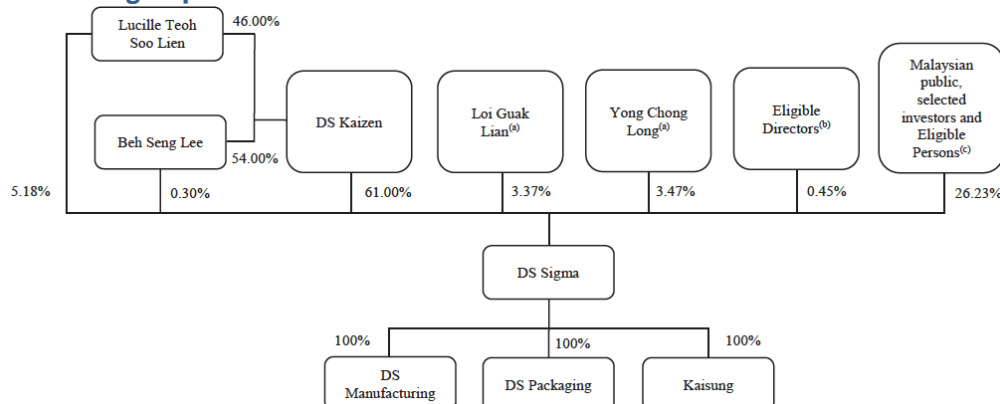 Lucille Teoh
Soo Lien
46.00%
Beh Seng Lee
54.00%
DS Kaizen
Loi Guak
Lian(a)
Yong Chong
Long(a)
Eligible
Directors(b)
Malaysian
public,
selected
investors and
Eligible
Persons(c)
5.18%
0.30%
61.00%
3.37%
3.47%
0.45%
26.23%
DS Sigma
100%
100%
100%
DS
Manufacturing
DS Packaging
Kaisung